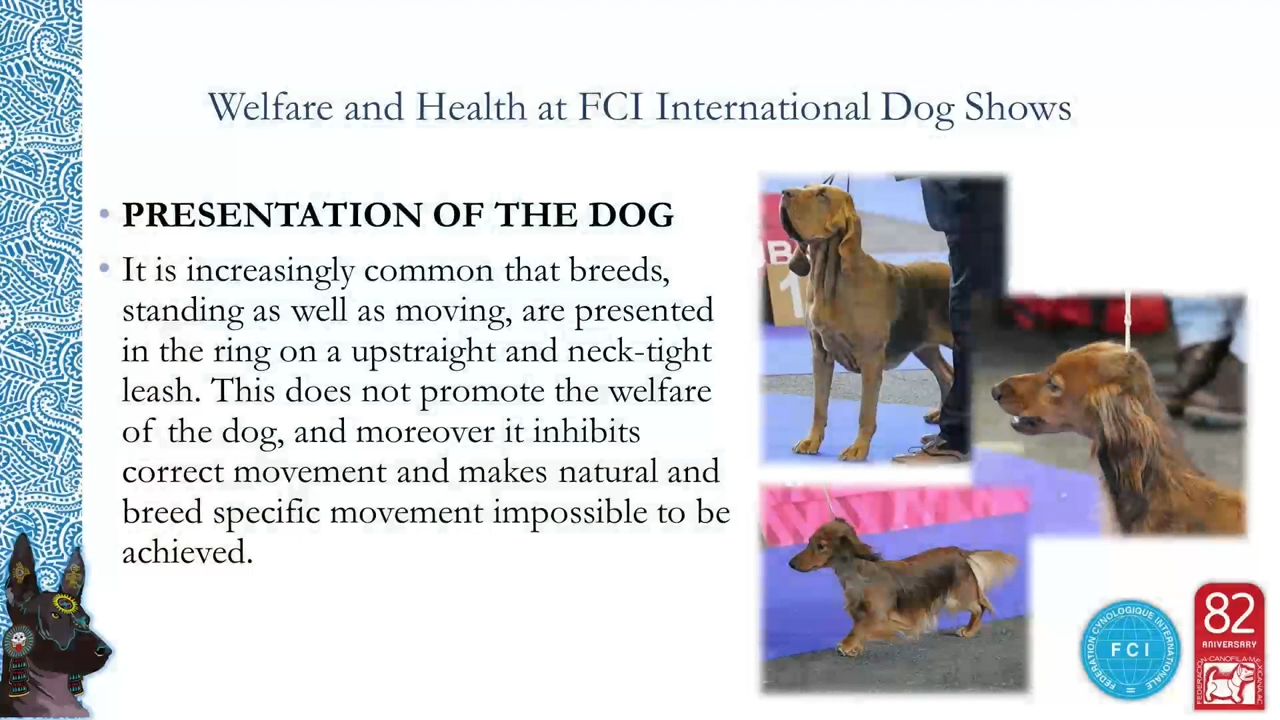 Welfare and Health at FCI International Dog Shows
• PRESENTATION OF THE DOG
• It is increasingly common that breeds,
standing as well as moving, are presented
in the ring on a upstraight and neck-tight
leash. This does not promote the welfare
of the dog, and moreover it inhibits
correct movement and makes natural and
breed specific movement impossible to be
achieved.
B
1
FEDERATION CYNOLOGIQUE INTERNATIONALE
FCI
82
ANIVERSARY
FEDERACION CANOFILA MEXICANA, AC